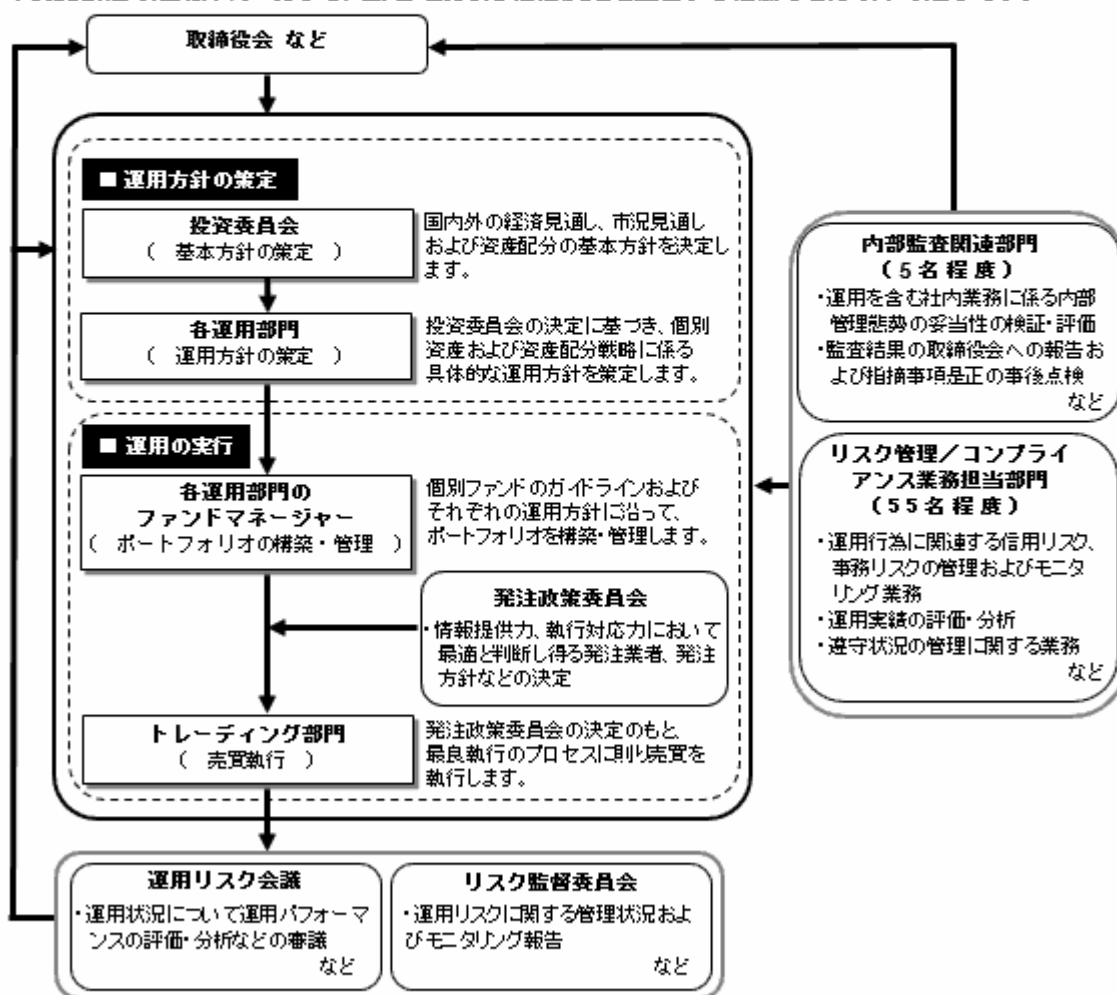 取締役会 など
■ 運用方針の策定
投資委員会
( 基本方針の策定 )
国内外の経済見通し、市況見通し
および資産配分の基本方針を決定し
ます。
各運用部門
( 運用方針の策定 )
投資委員会の決定に基づき、個別
資産および資産配分戦略に係る
具体的な運用方針を策定します。
■ 運用の実行
各運用部門の
ファンドマネージャー
( ポートフォリオの構築・管理 )
個別ファンドのガイドラインおよび
それぞれの運用方針に沿って、
ポートフォリオを構築・管理します。
発注政策委員会
・情報提供力、執行対応力において
最適と判断し得る発注業者、発注
方針などの決定
トレーディング部門
( 売買執行 )
発注政策委員会の決定のもと、
最良執行のプロセスに則り売買を
執行します。
運用リスク会議
・運用状況について運用パフォーマ
ンスの評価・分析などの審議
など
リスク監督委員会
・運用リスクに関する管理状況およ
びモニタリング報告
など
内部監査関連部門
(5名程度)
・運用を含む社内業務に係る内部
管理態勢の妥当性の検証・評価
・監査結果の取締役会への報告お
よび指摘事項是正の事後点検
など
リスク管理/コンプライ
アンス業務担当部門
(55名程度)
・運用行為に関連する信用リスク、
事務リスクの管理およびモニタ
リング業務
・運用実績の評価・分析
・遵守状況の管理に関する業務
など